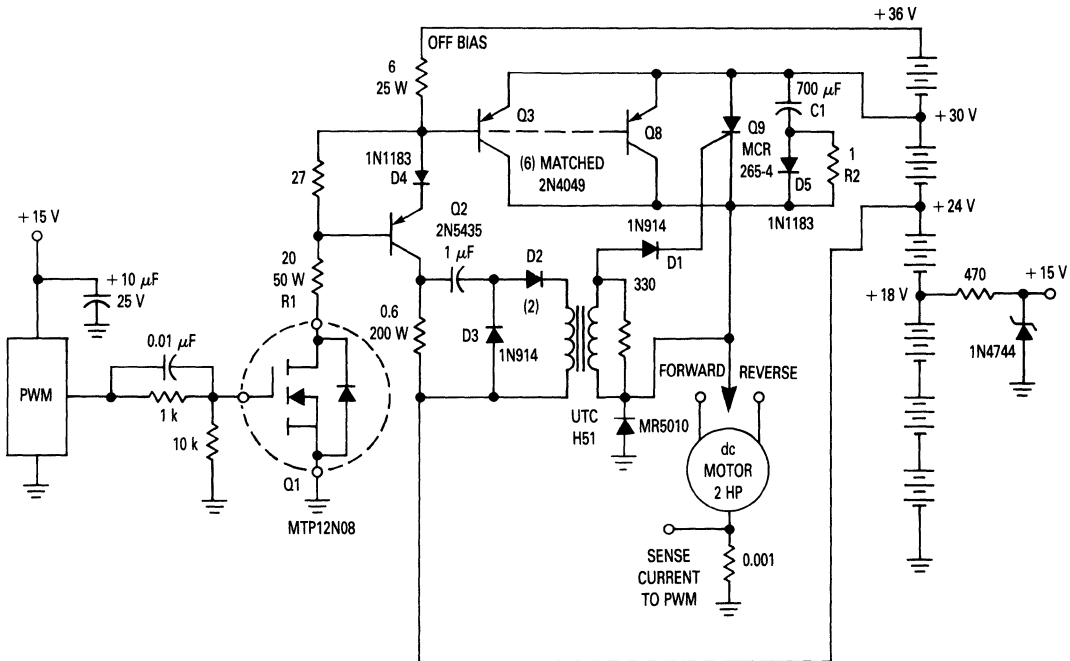 +36 V
OFF BIAS
6
25 W
Q3
Q8
Q9
MCR
265-4
700 µF
C1
+30 V
1N1183
D4
(6) MATCHED
2N4049
D5
1
R2
27
1N1183
+24 V
Q2
2N5435
1 µF
1N914
D1
+15 V
20
50 W
R1
D2
(2)
330
470
+15 V
+18 V
+10 µF
25 V
0.6
200 W
D3
1N914
1N4744
0.01 µF
FORWARD
REVERSE
PWM
1 k
UTC
H51
MR5010
dc
MOTOR
2 HP
10 k
Q1
MTP12N08
SENSE
CURRENT
TO PWM
0.001